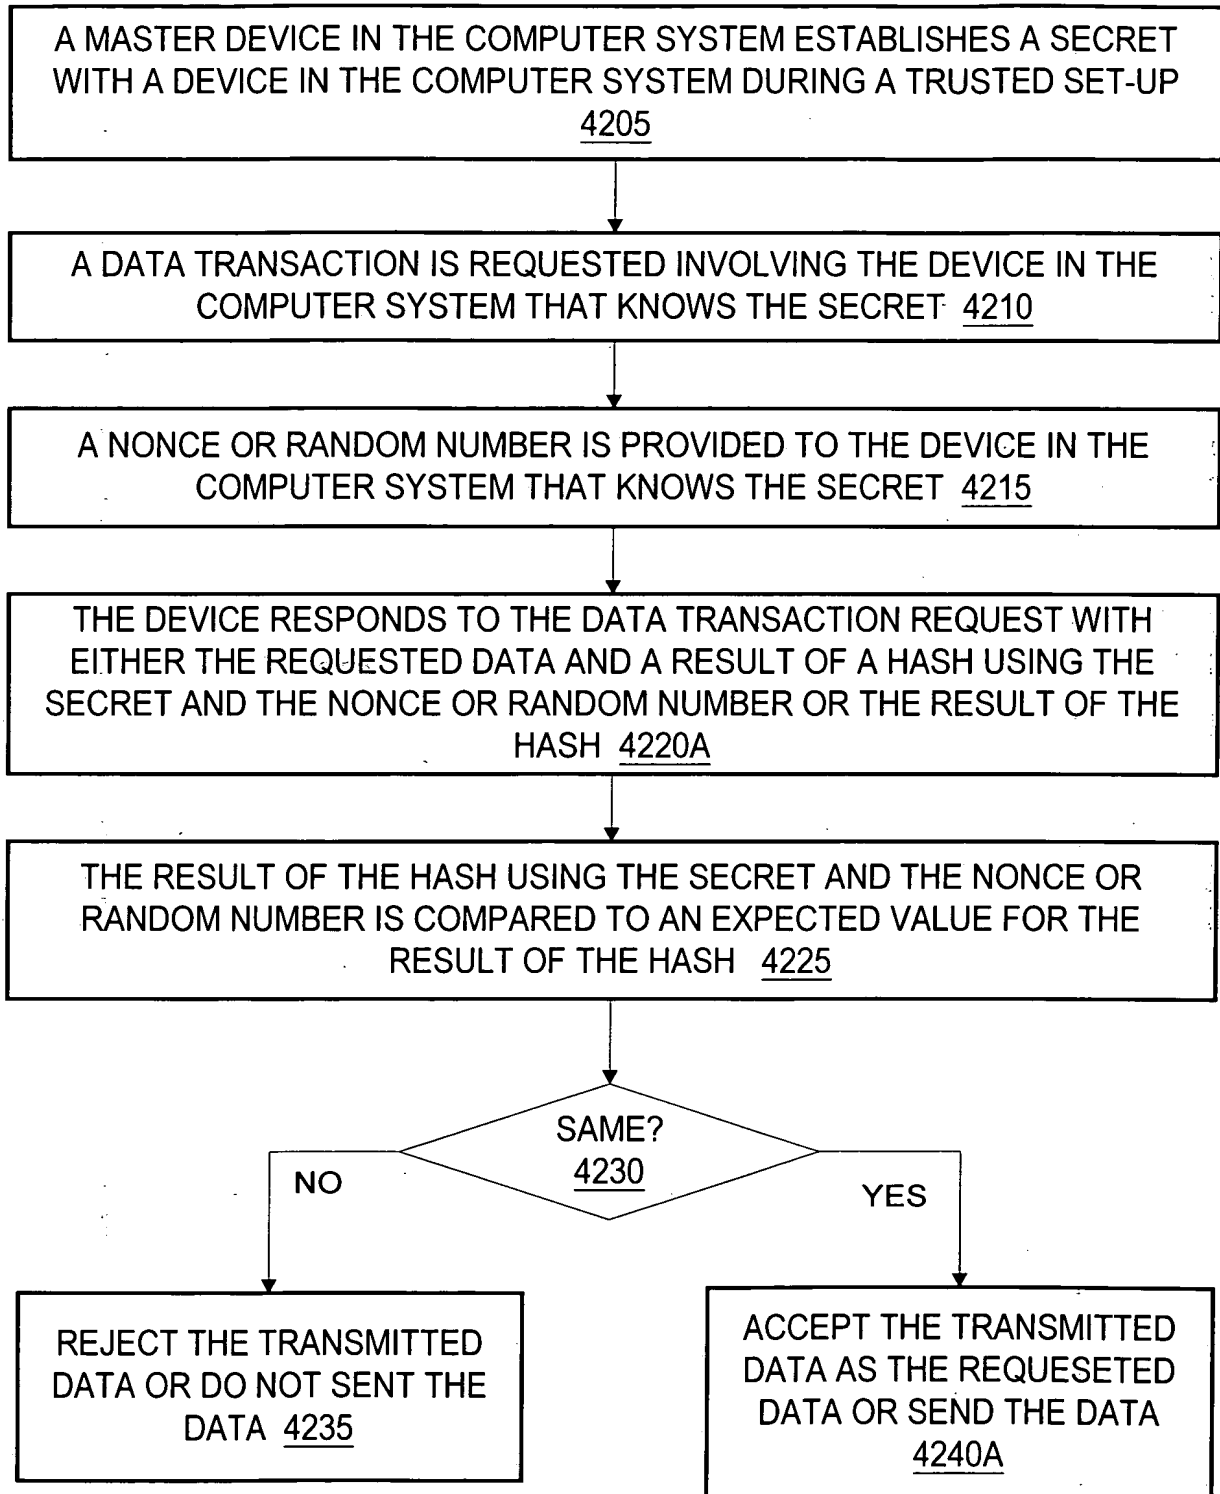 A MASTER DEVICE IN THE COMPUTER SYSTEM ESTABLISHES A SECRET
WITH A DEVICE IN THE COMPUTER SYSTEM DURING A TRUSTED SET-UP
4205
A DATA TRANSACTION IS REQUESTED INVOLVING THE DEVICE IN THE
COMPUTER SYSTEM THAT KNOWS THE SECRET 4210
A NONCE OR RANDOM NUMBER IS PROVIDED TO THE DEVICE IN THE
COMPUTER SYSTEM THAT KNOWS THE SECRET 4215
THE DEVICE RESPONDS TO THE DATA TRANSACTION REQUEST WITH
EITHER THE REQUESTED DATA AND A RESULT OF A HASH USING THE
SECRET AND THE NONCE OR RANDOM NUMBER OR THE RESULT OF THE
HASH 4220A
THE RESULT OF THE HASH USING THE SECRET AND THE NONCE OR
RANDOM NUMBER IS COMPARED TO AN EXPECTED VALUE FOR THE
RESULT OF THE HASH 4225
SAME?
4230
NO
YES
REJECT THE TRANSMITTED
DATA OR DO NOT SENT THE
DATA 4235
ACCEPT THE TRANSMITTED
DATA AS THE REQUESETED
DATA OR SEND THE DATA
4240A